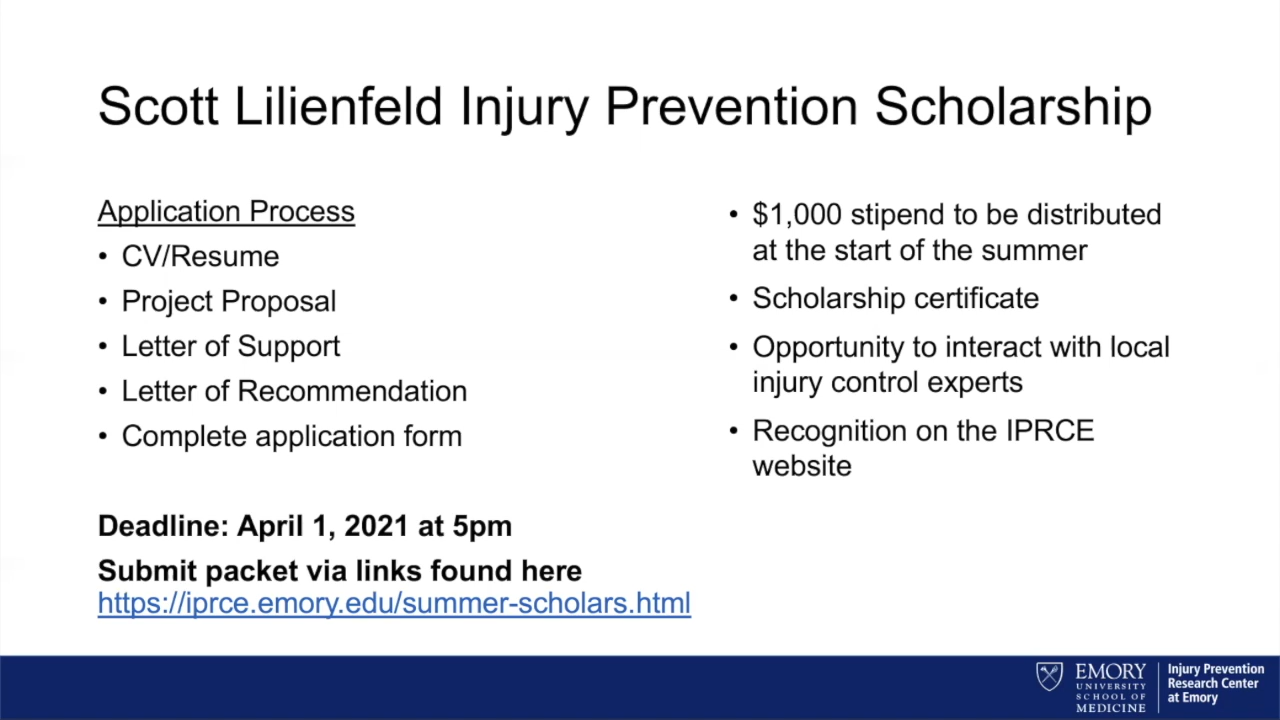 Scott Lilienfeld Injury Prevention Scholarship
Application Process
• CV/Resume
• Project Proposal
• Letter of Support
• Letter of Recommendation
• Complete application form
Deadline: April 1, 2021 at 5pm
Submit packet via links found here
https://iprce.emory.edu/summer-scholars.html
• $1,000 stipend to be distributed
at the start of the summer
• Scholarship certificate
• Opportunity to interact with local
injury control experts
• Recognition on the IPRCE
website
EMORY
UNIVERSITY
SCHOOL OF
MEDICINE
Injury Prevention
Research Center
at Emory